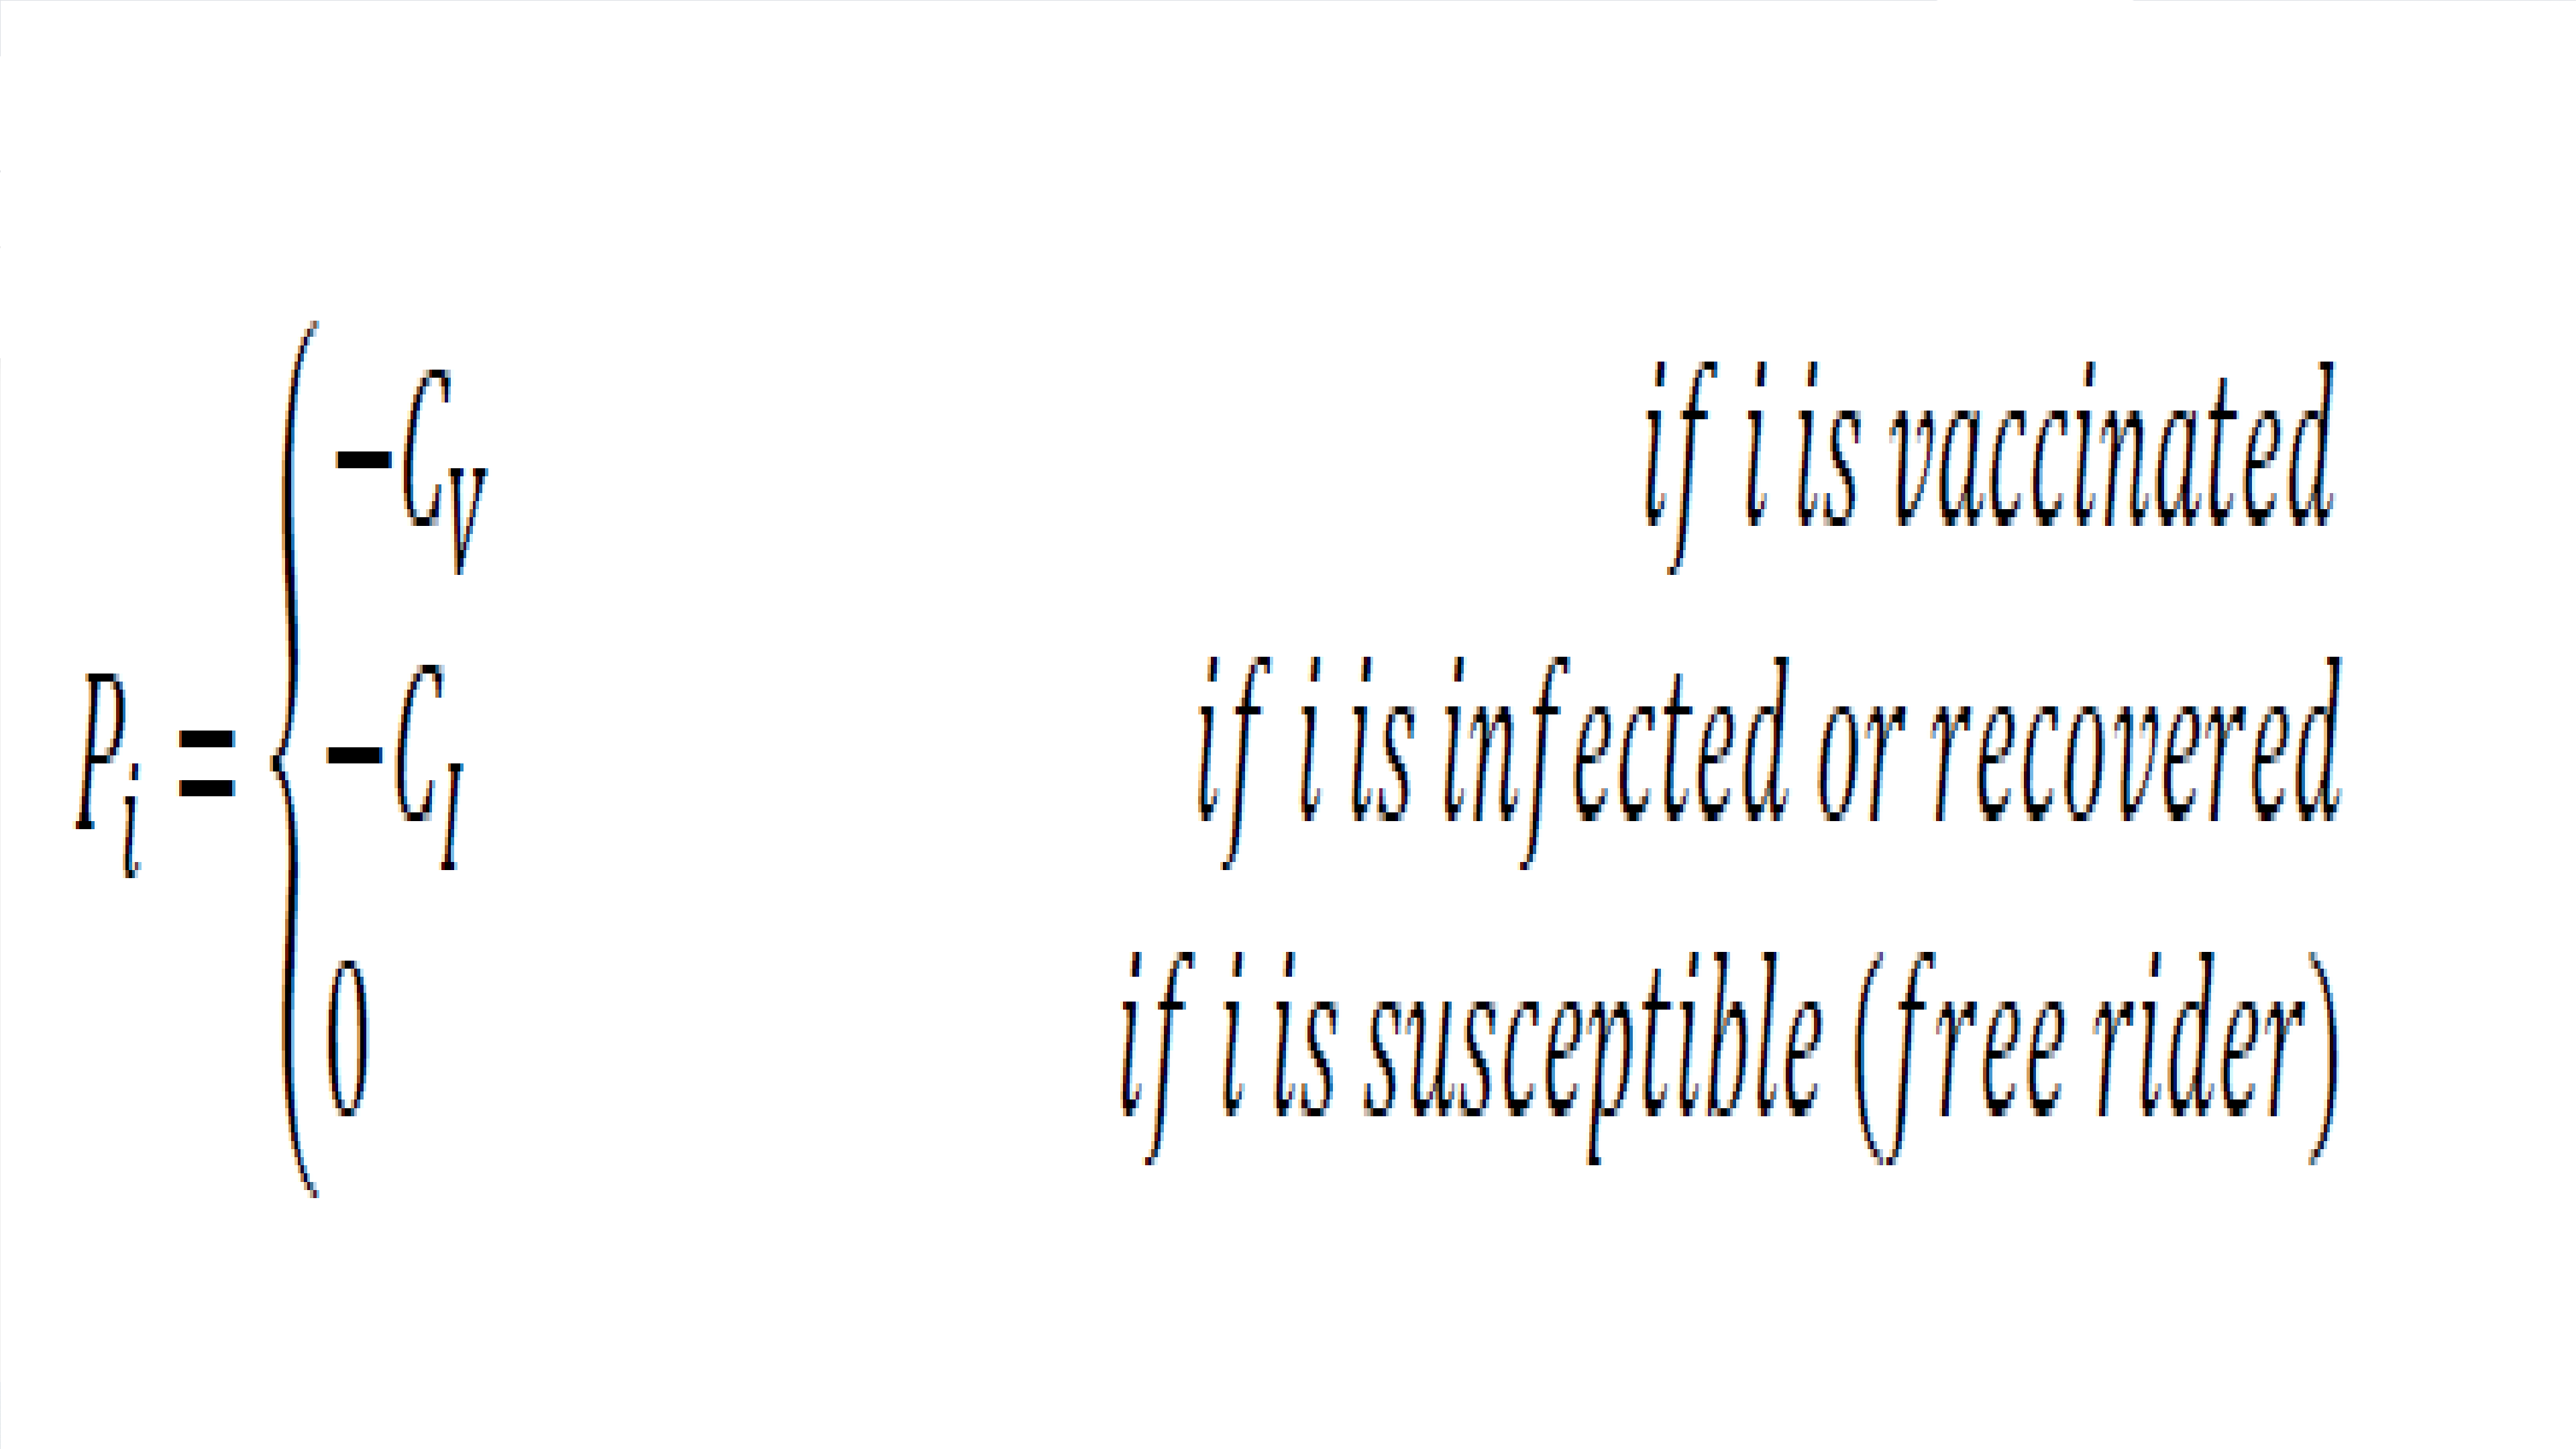 −C_V if i is vaccinated
P_i = { −C_I if i is infected or recovered
0 if i is susceptible (free rider)